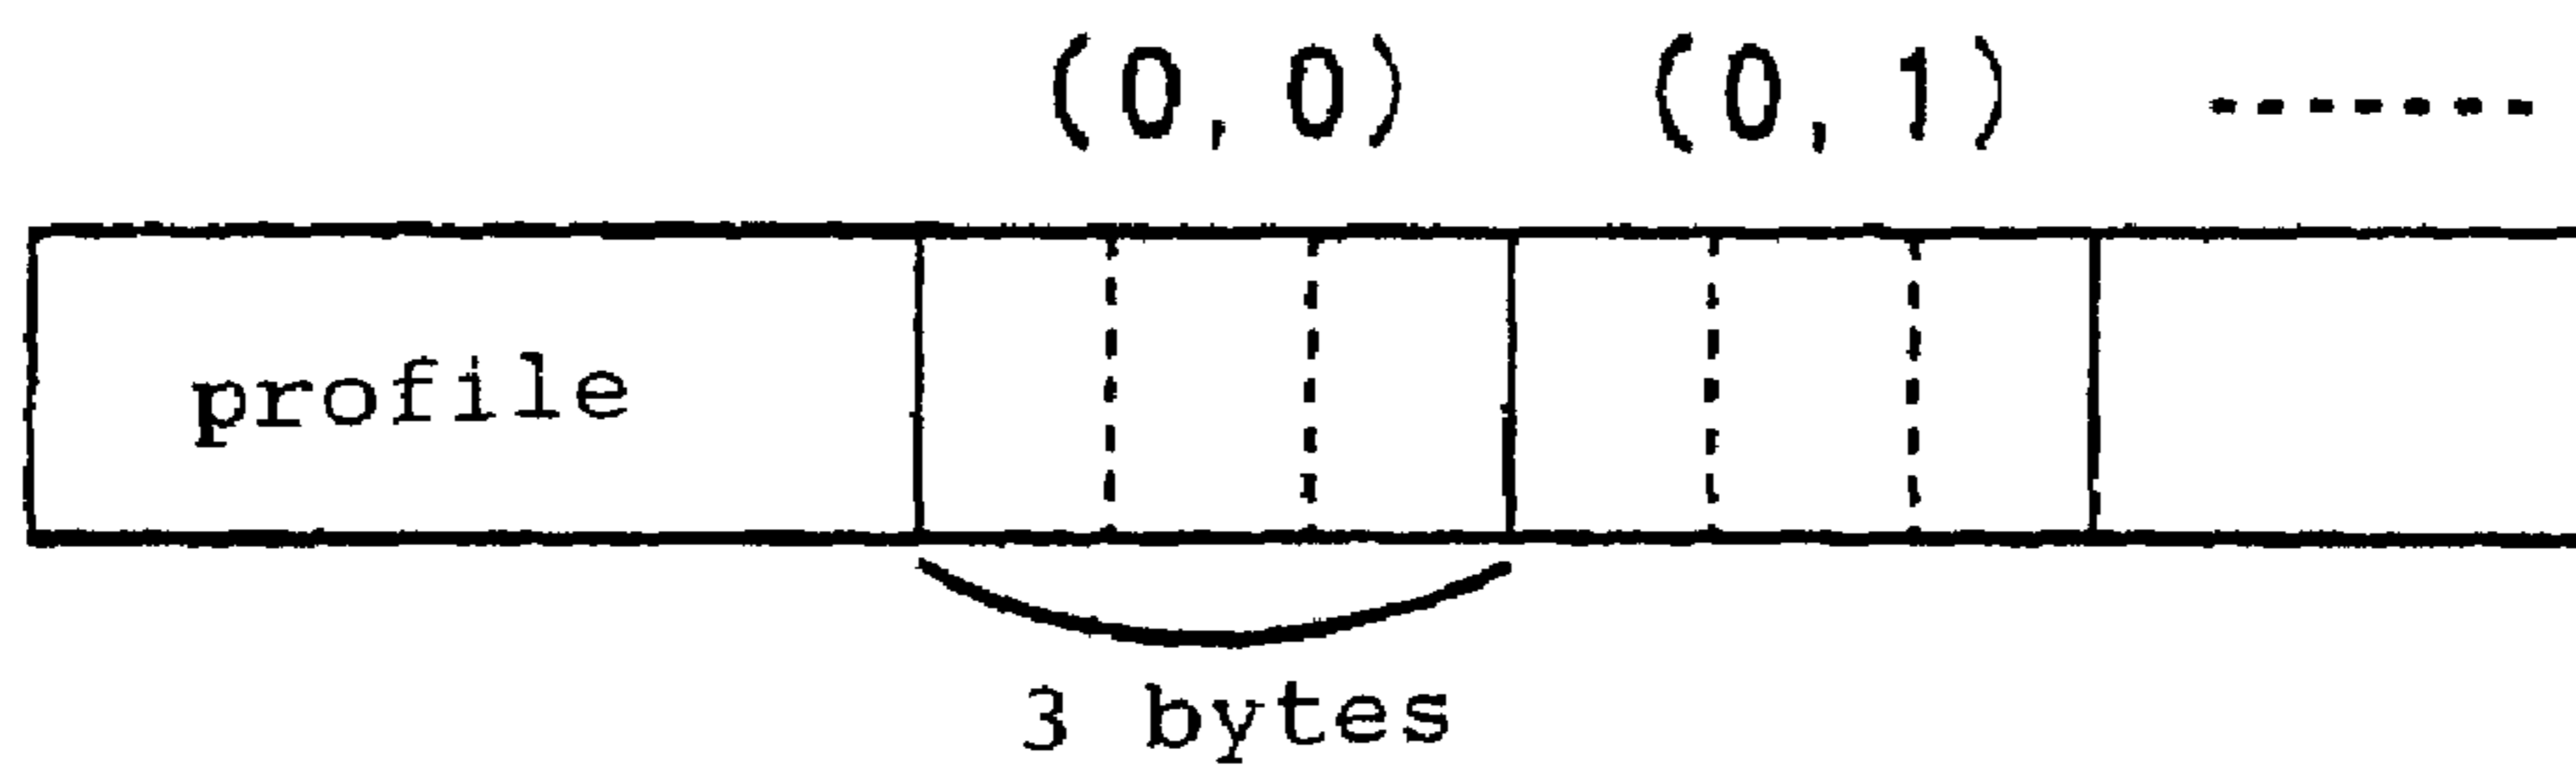 (0,0) (0,1) -------
profile
3 bytes